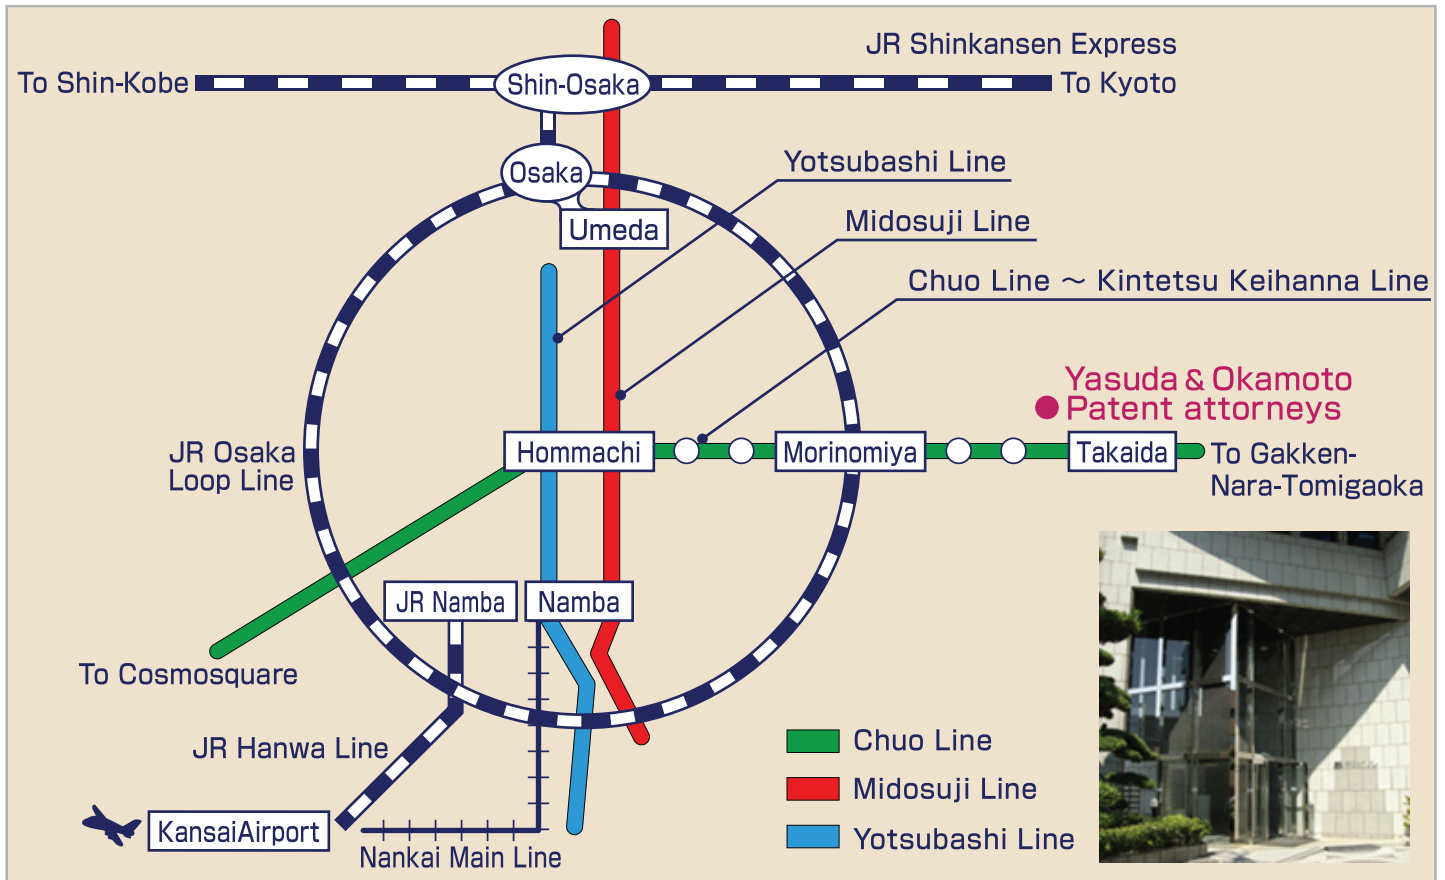 JR Shinkansen Express
To Shin-Kobe
Shin-Osaka
To Kyoto
Osaka
Yotsubashi Line
Umeda
Midosuji Line
Chuo Line ～ Kintetsu Keihanna Line
Yasuda & Okamoto
Patent attorneys
JR Osaka
Loop Line
Hommachi
Morinomiya
Takaida
To Gakken-
Nara-Tomigaoka
JR Namba
Namba
To Cosmosquare
JR Hanwa Line
Chuo Line
Midosuji Line
Yotsubashi Line
KansaiAirport
Nankai Main Line